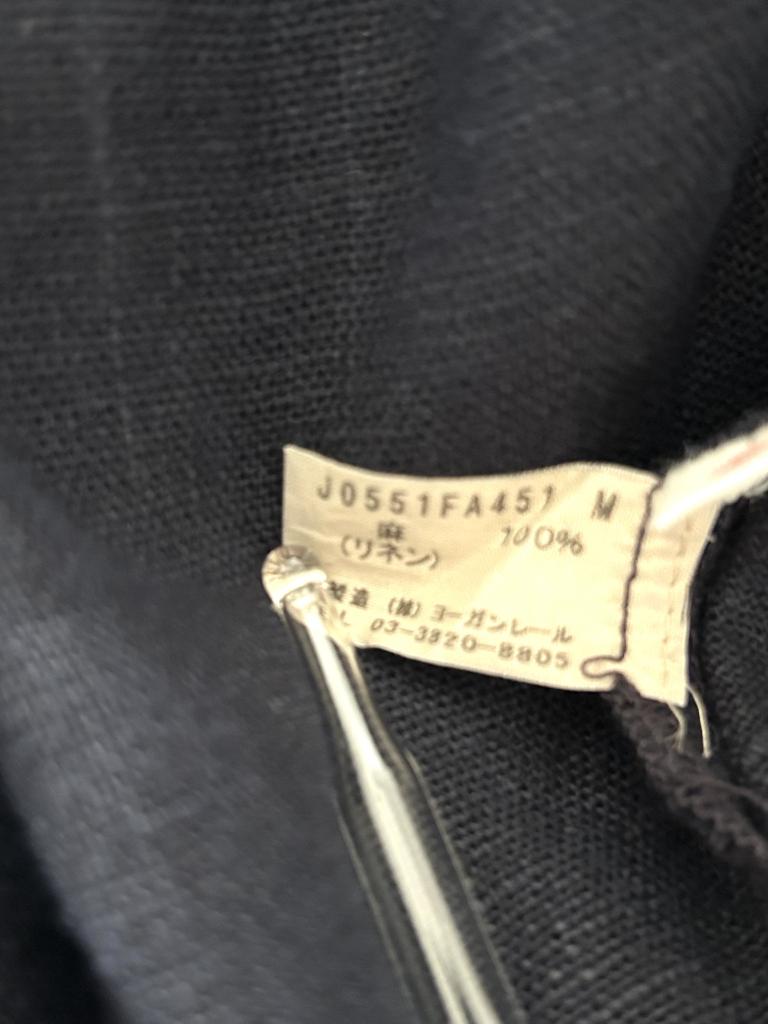 J0551FA451 M
麻 100%
(リネン)
製造 (株) ヨーガンレール
L 03-3820-8805